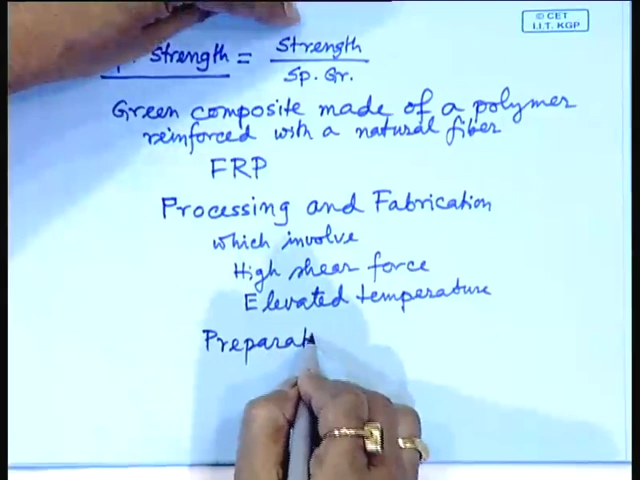 © CET
I.I.T. KGP
Strength = Strength
Sp. Gr.
Green composite made of a polymer
reinforced with a natural fiber
FRP
Processing and Fabrication
which involve
High shear force
Elevated temperature